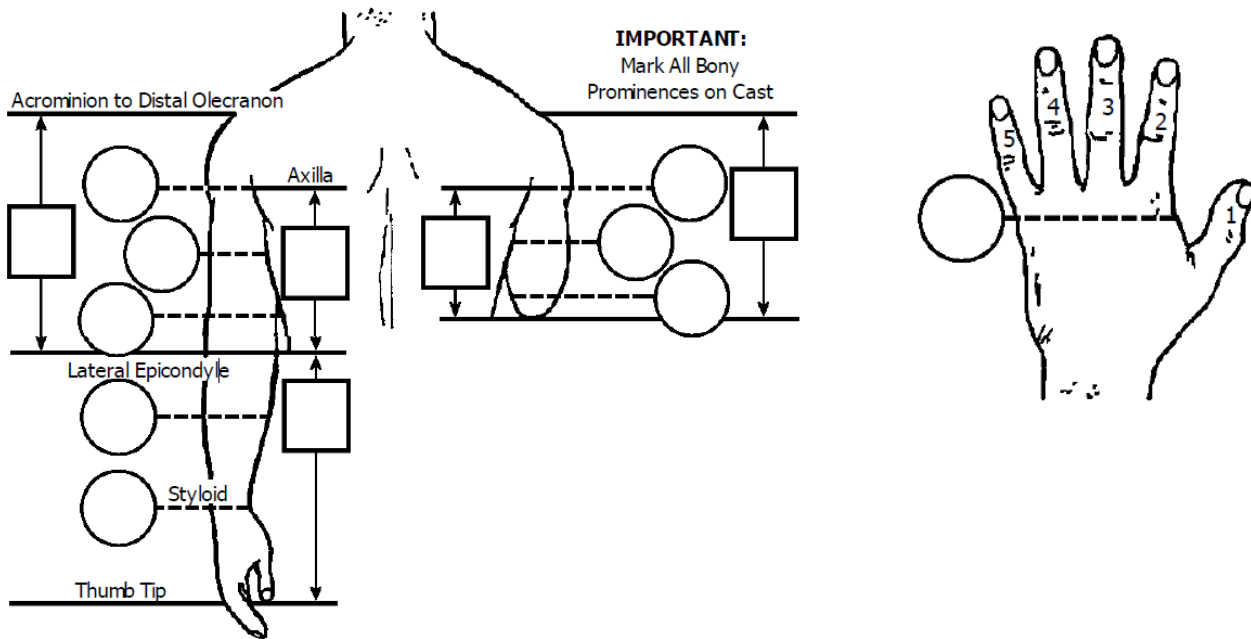 IMPORTANT:
Mark All Bony
Prominences on Cast
Acrominion to Distal Olecranon
Axilla
Lateral Epicondyle
Styloid
Thumb Tip
5
4
3
2
1